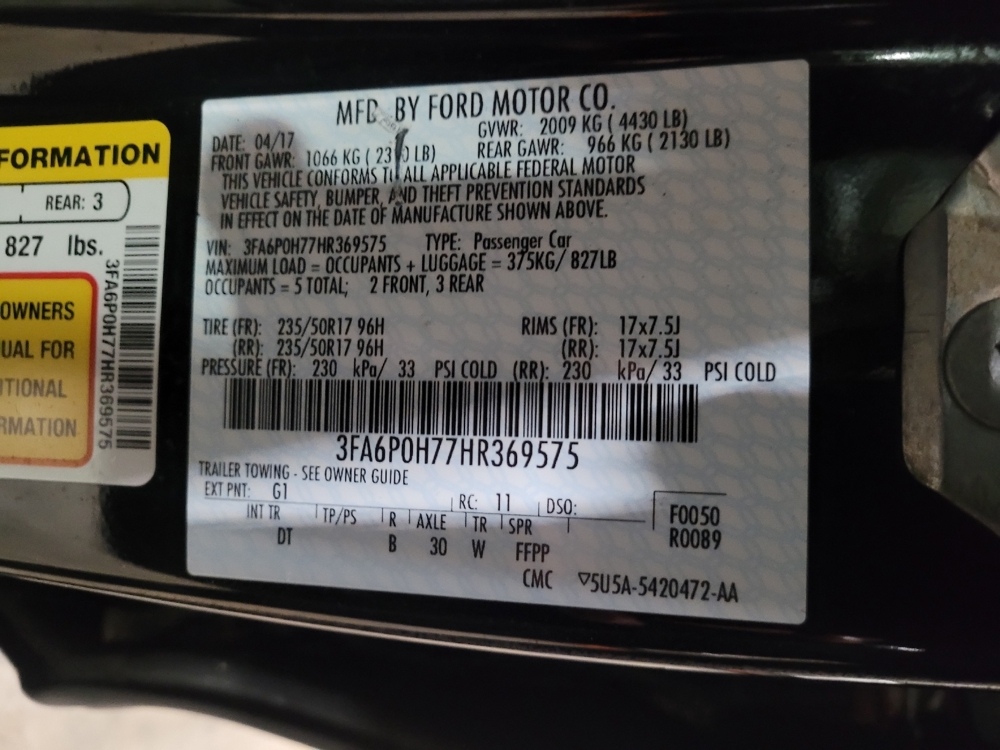 FORMATION
REAR: 3
827 lbs.
3FA6P0H77HR369575
OWNERS
UAL FOR
ITIONAL
RMATION
MFD. BY FORD MOTOR CO.
DATE: 04/17 GVWR: 2009 KG ( 4430 LB)
FRONT GAWR: 1066 KG ( LB) REAR GAWR: 966 KG ( 2130 LB)
THIS VEHICLE CONFORMS TO ALL APPLICABLE FEDERAL MOTOR
VEHICLE SAFETY, BUMPER, AND THEFT PREVENTION STANDARDS
IN EFFECT ON THE DATE OF MANUFACTURE SHOWN ABOVE.
VIN: 3FA6P0H77HR369575 TYPE: Passenger Car
MAXIMUM LOAD = OCCUPANTS + LUGGAGE = 375KG/ 827LB
OCCUPANTS = 5 TOTAL; 2 FRONT, 3 REAR
TIRE (FR): 235/50R17 96H RIMS (FR): 17x7.5J
(RR): 235/50R17 96H (RR): 17x7.5J
PRESSURE (FR): 230 kPa/ 33 PSI COLD (RR): 230 kPa/ 33 PSI COLD
3FA6P0H77HR369575
TRAILER TOWING - SEE OWNER GUIDE
EXT PNT: G1 RC: 11 DSO:
INT TR TP/PS R AXLE TR SPR F0050
DT B 30 W FFPP R0089
CMC ▽5U5A-5420472-AA